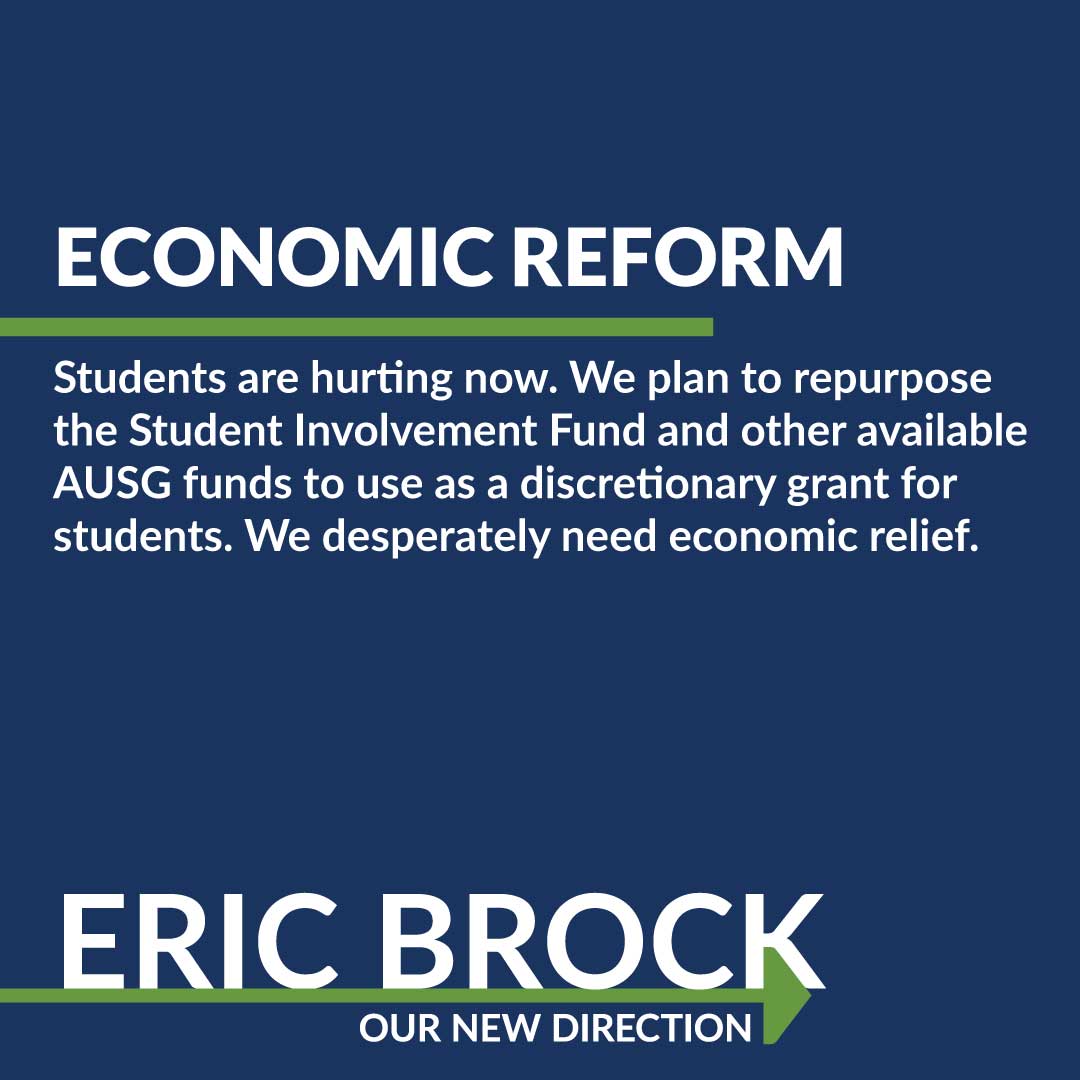 ECONOMIC REFORM
Students are hurting now. We plan to repurpose
the Student Involvement Fund and other available
AUSG funds to use as a discretionary grant for
students. We desperately need economic relief.
ERIC BROCK
OUR NEW DIRECTION